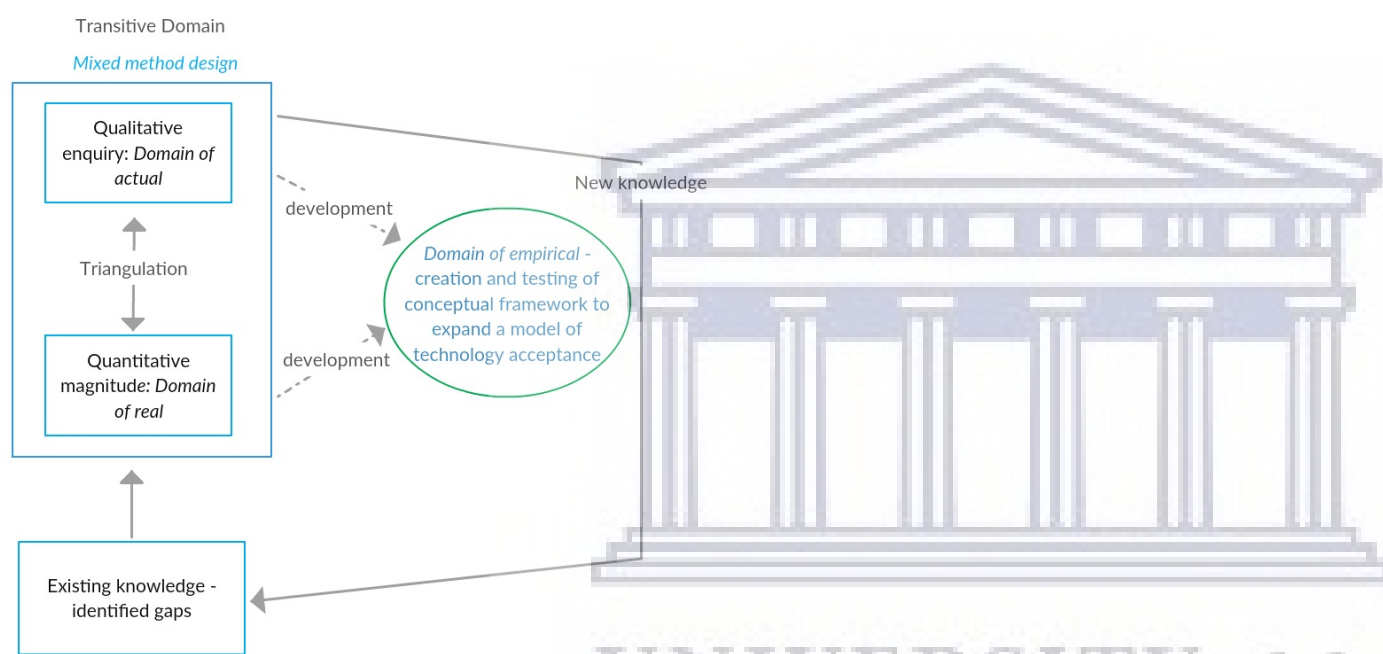 Transitive Domain
Mixed method design
Qualitative
enquiry: Domain of
actual
Triangulation
Quantitative
magnitude: Domain
of real
Existing knowledge -
identified gaps
development
development
Domain of empirical -
creation and testing of
conceptual framework to
expand a model of
technology acceptance
New knowledge